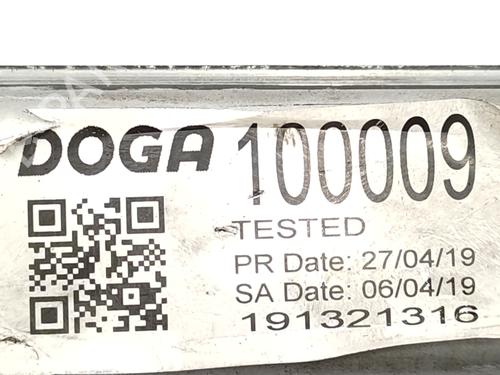 DOGA 100009
TESTED
PR Date: 27/04/19
SA Date: 06/04/19
191321316